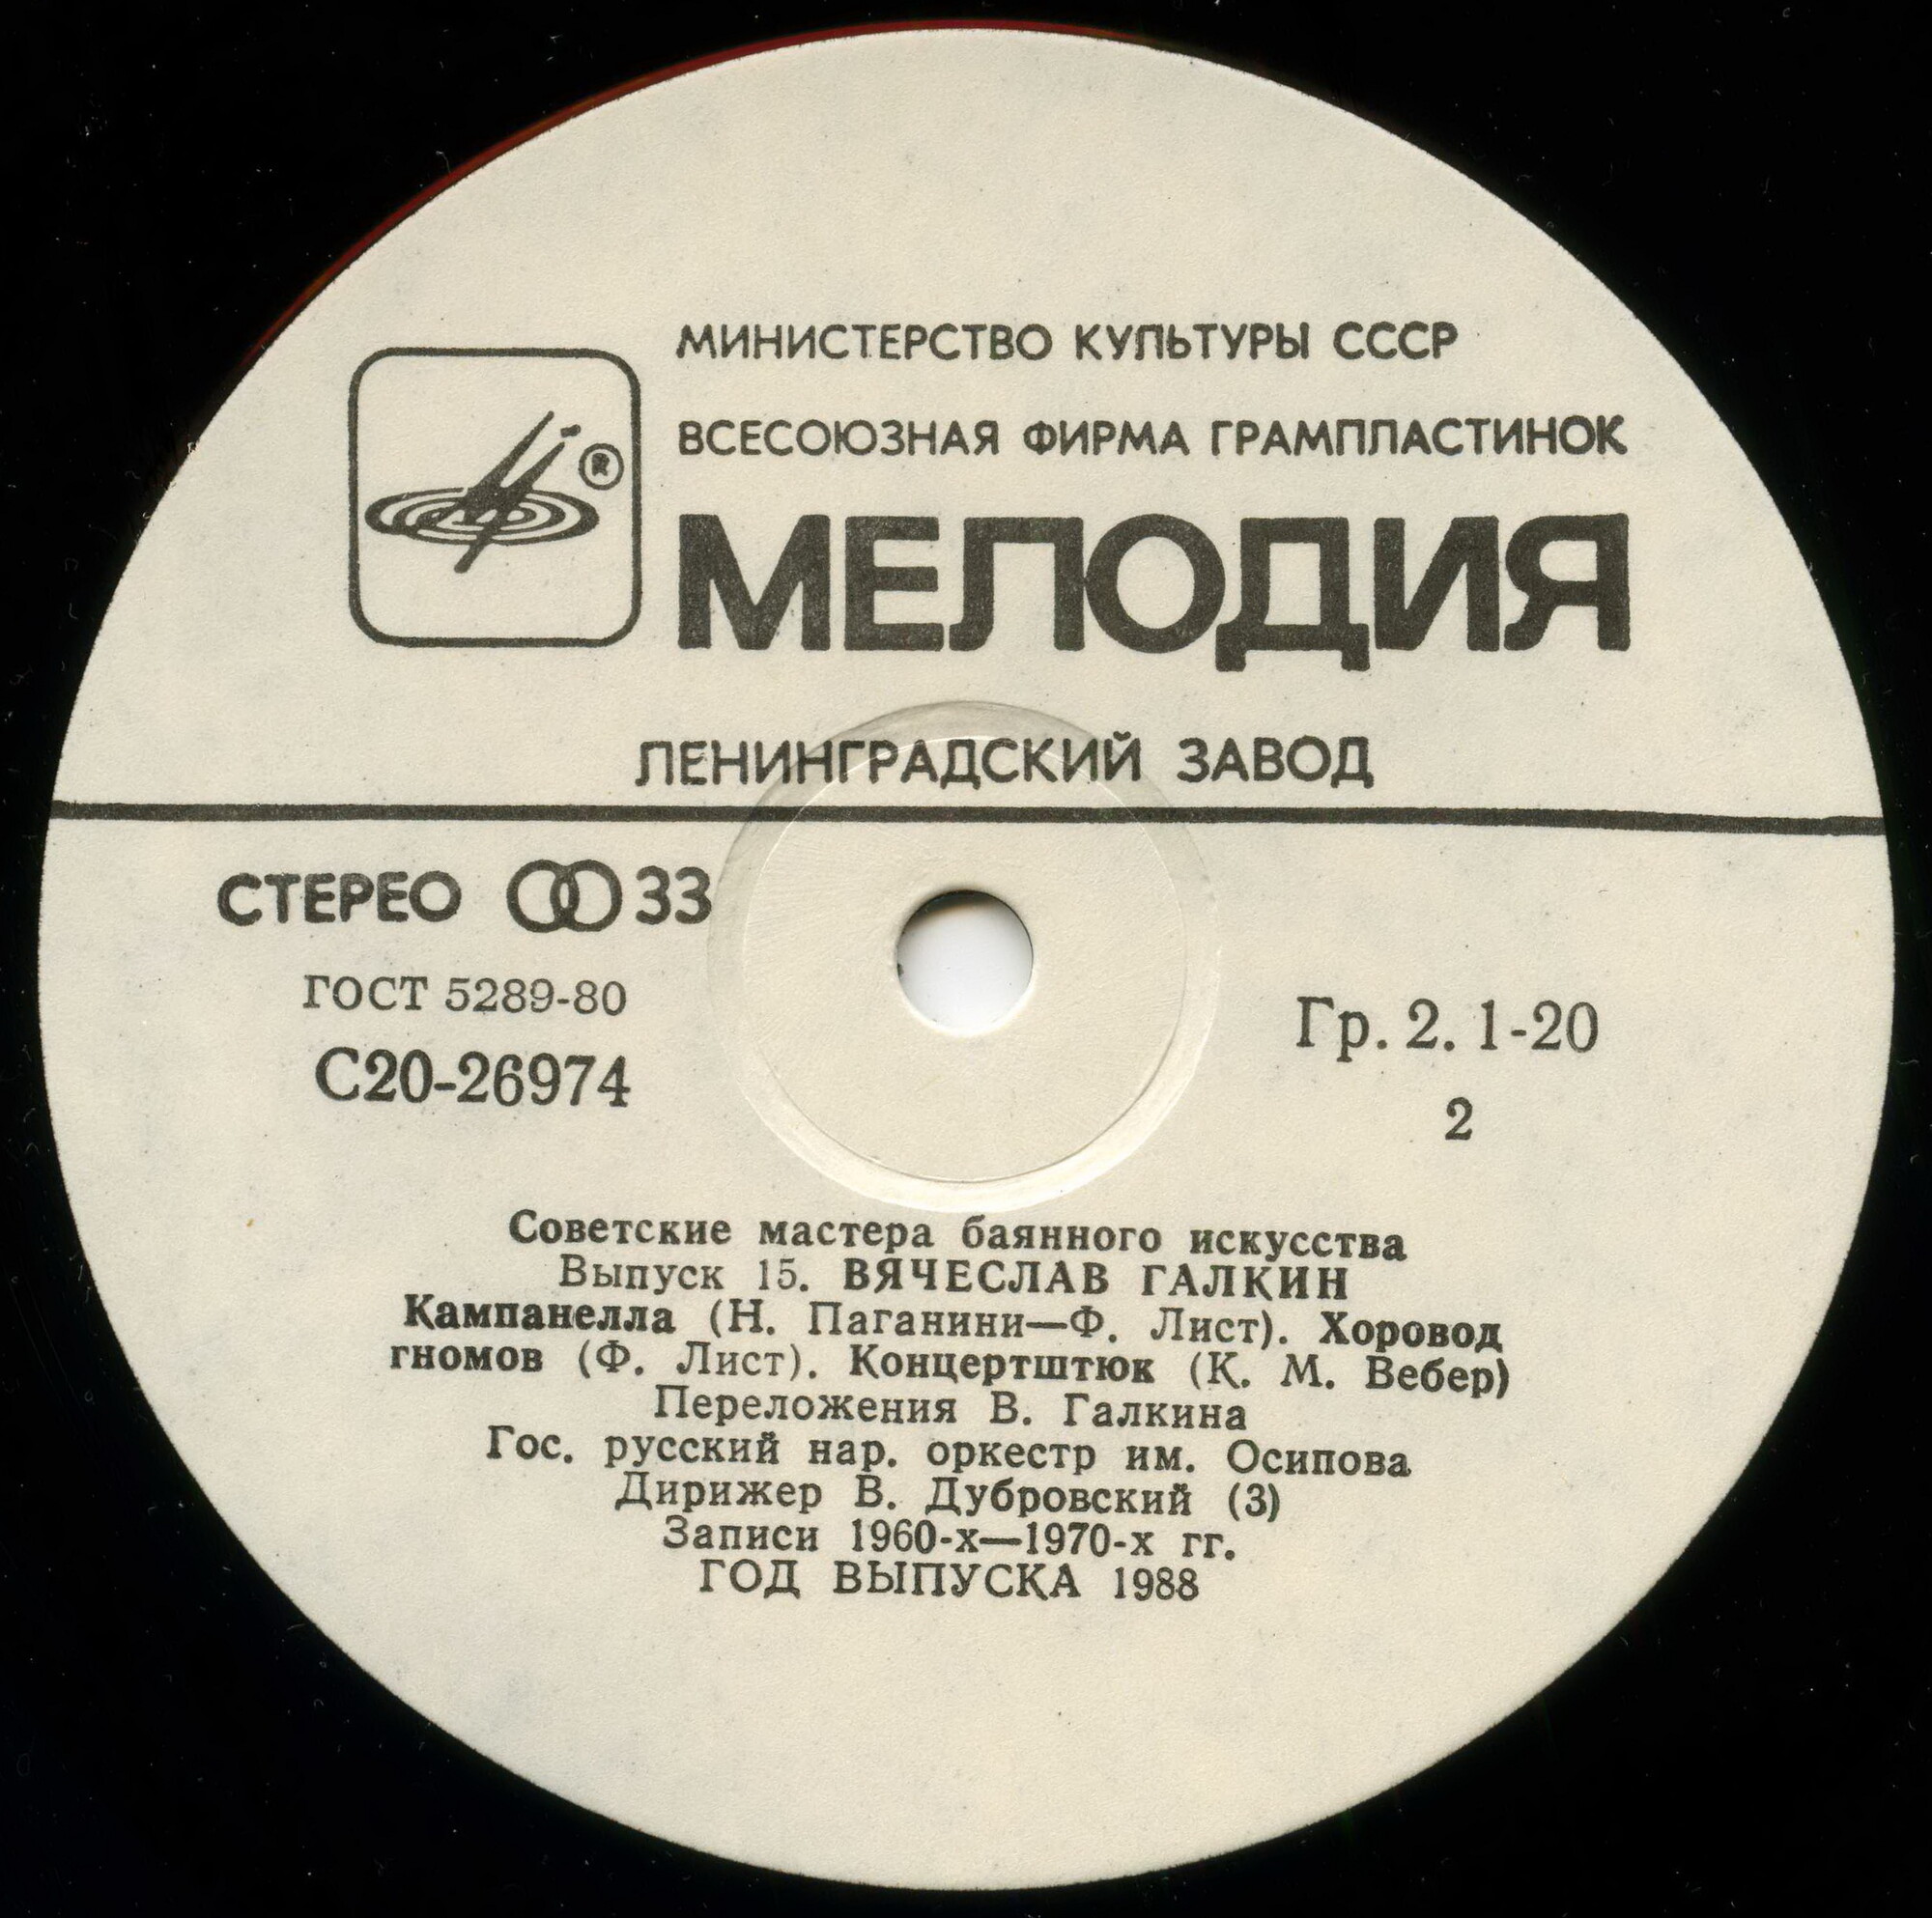 МИНИСТЕРСТВО КУЛЬТУРЫ СССР
ВСЕСОЮЗНАЯ ФИРМА ГРАМПЛАСТИНОК
®
МЕЛОДИЯ
ЛЕНИНГРАДСКИЙ ЗАВОД
СТЕРЕО 33
ГОСТ 5289-80
С20-26974
Гр. 2. 1-20
2
Советские мастера баянного искусства
Выпуск 15. ВЯЧЕСЛАВ ГАЛКИН
Кампанелла (Н. Паганини—Ф. Лист). Хоровод
гномов (Ф. Лист). Концертштюк (К. М. Вебер)
Переложения В. Галкина
Гос. русский нар. оркестр им. Осипова
Дирижер В. Дубровский (3)
Записи 1960-х—1970-х гг.
ГОД ВЫПУСКА 1988